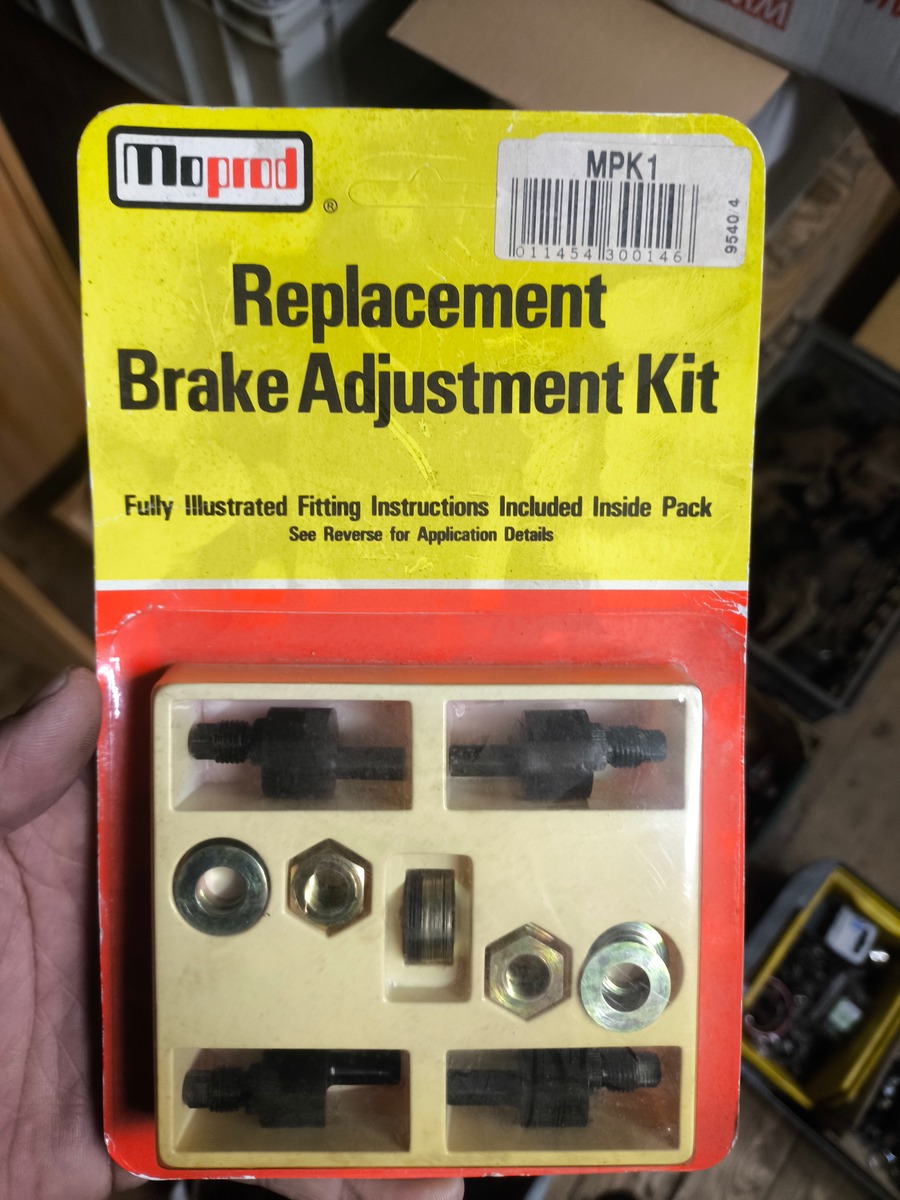 Moprod
®
MPK1
011454 300146
9540/4
Replacement
Brake Adjustment Kit
Fully Illustrated Fitting Instructions Included Inside Pack
See Reverse for Application Details